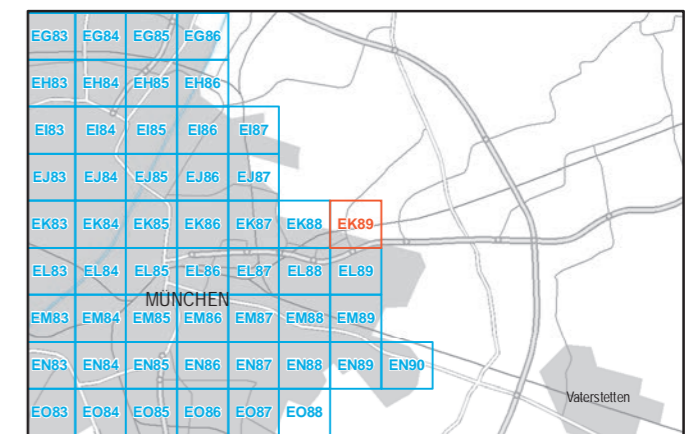 EG83 EG84 EG85 EG86
EH83 EH84 EH85 EH86
EI83 EI84 EI85 EI86 EI87
EJ83 EJ84 EJ85 EJ86 EJ87
EK83 EK84 EK85 EK86 EK87 EK88 EK89
EL83 EL84 EL85 EL86 EL87 EL88 EL89
MÜNCHEN
EM83 EM84 EM85 EM86 EM87 EM88 EM89
EN83 EN84 EN85 EN86 EN87 EN88 EN89 EN90
Vaterstetten
EO83 EO84 EO85 EO86 EO87 EO88